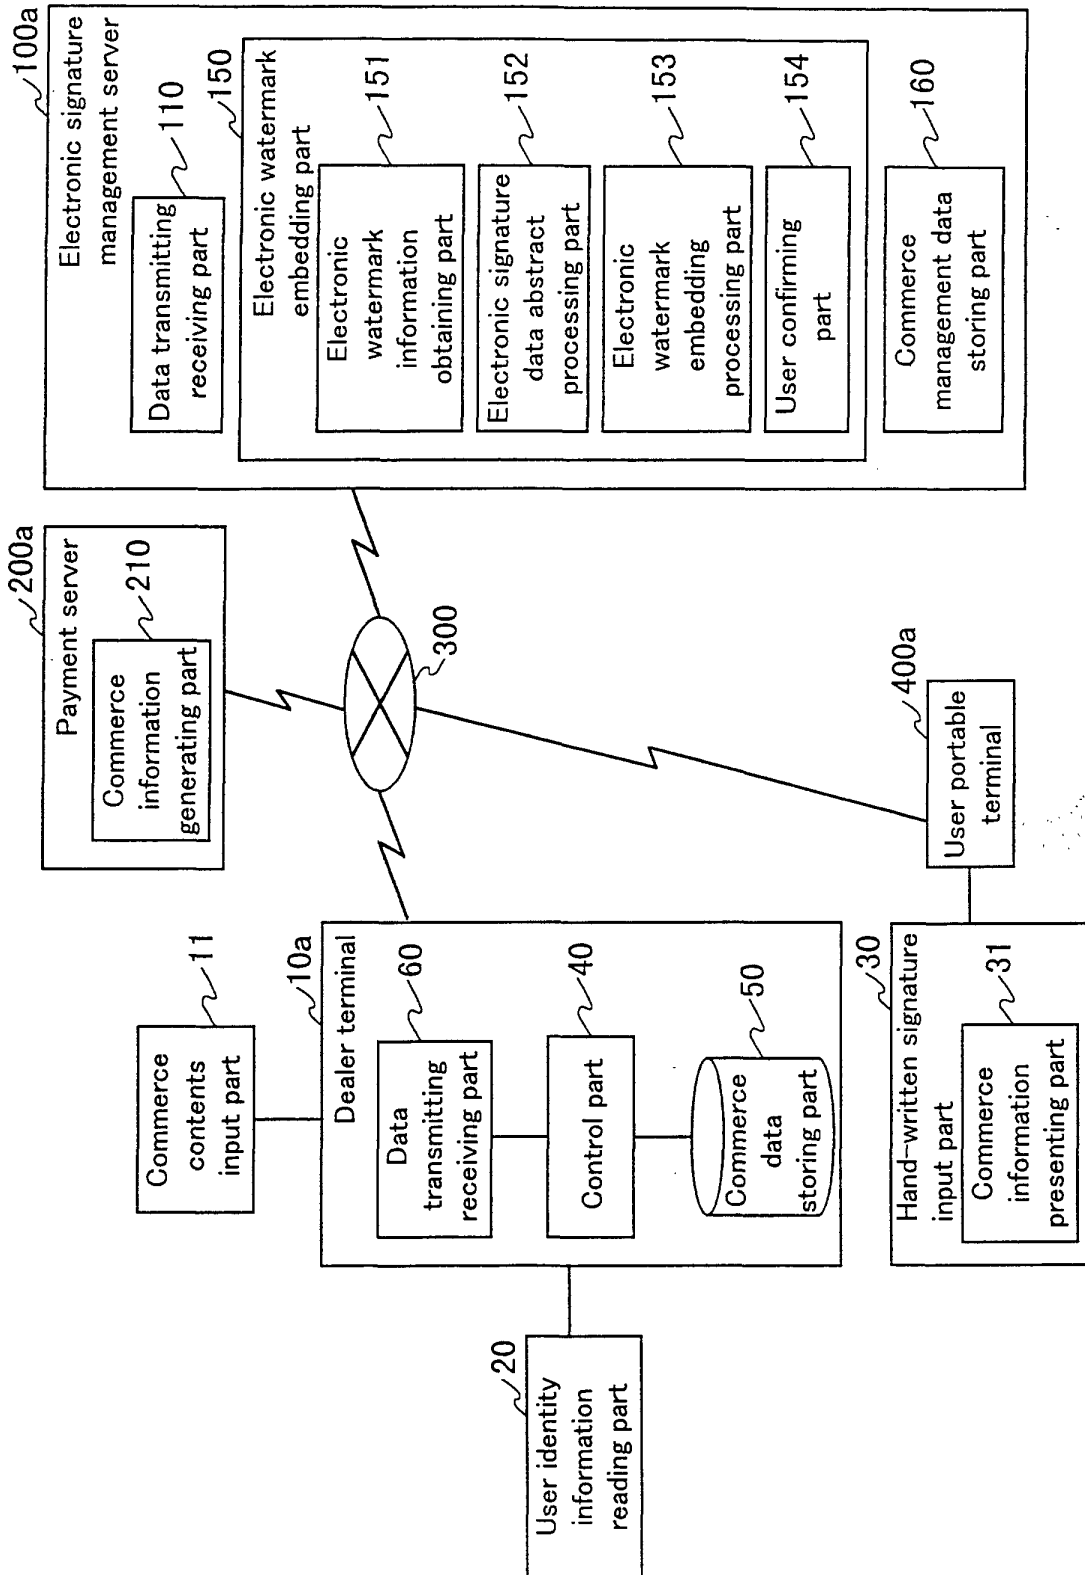 20
User identity
information
reading part
Commerce
contents
input part
11
10a
Dealer terminal
Data
transmitting
receiving part
60
Control part
40
Commerce
data
storing part
50
30
Hand-written signature
input part
Commerce
information
presenting part
31
200a
Payment server
Commerce
information
generating part
210
300
User portable
terminal
400a
100a
Electronic signature
management server
Data transmitting
receiving part
110
150
Electronic watermark
embedding part
Electronic
watermark
information
obtaining part
151
Electronic signature
data abstract
processing part
152
Electronic
watermark
embedding
processing part
153
User confirming
part
154
Commerce
management data
storing part
160